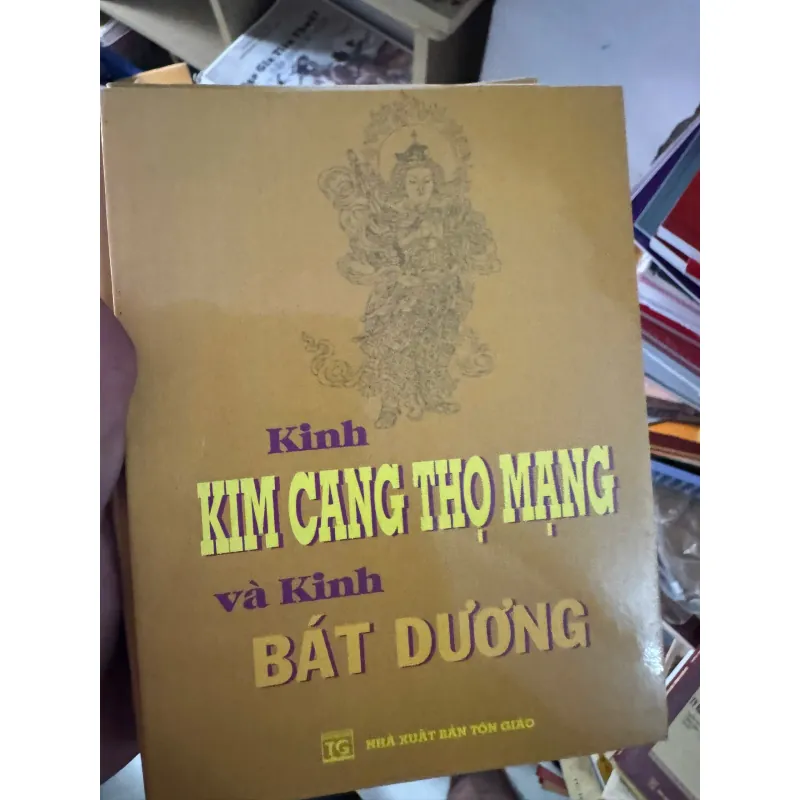 Kinh
KIM CANG THỌ MẠNG
và Kinh
BÁT DƯƠNG
TG
NHÀ XUẤT BẢN TÔN GIÁO